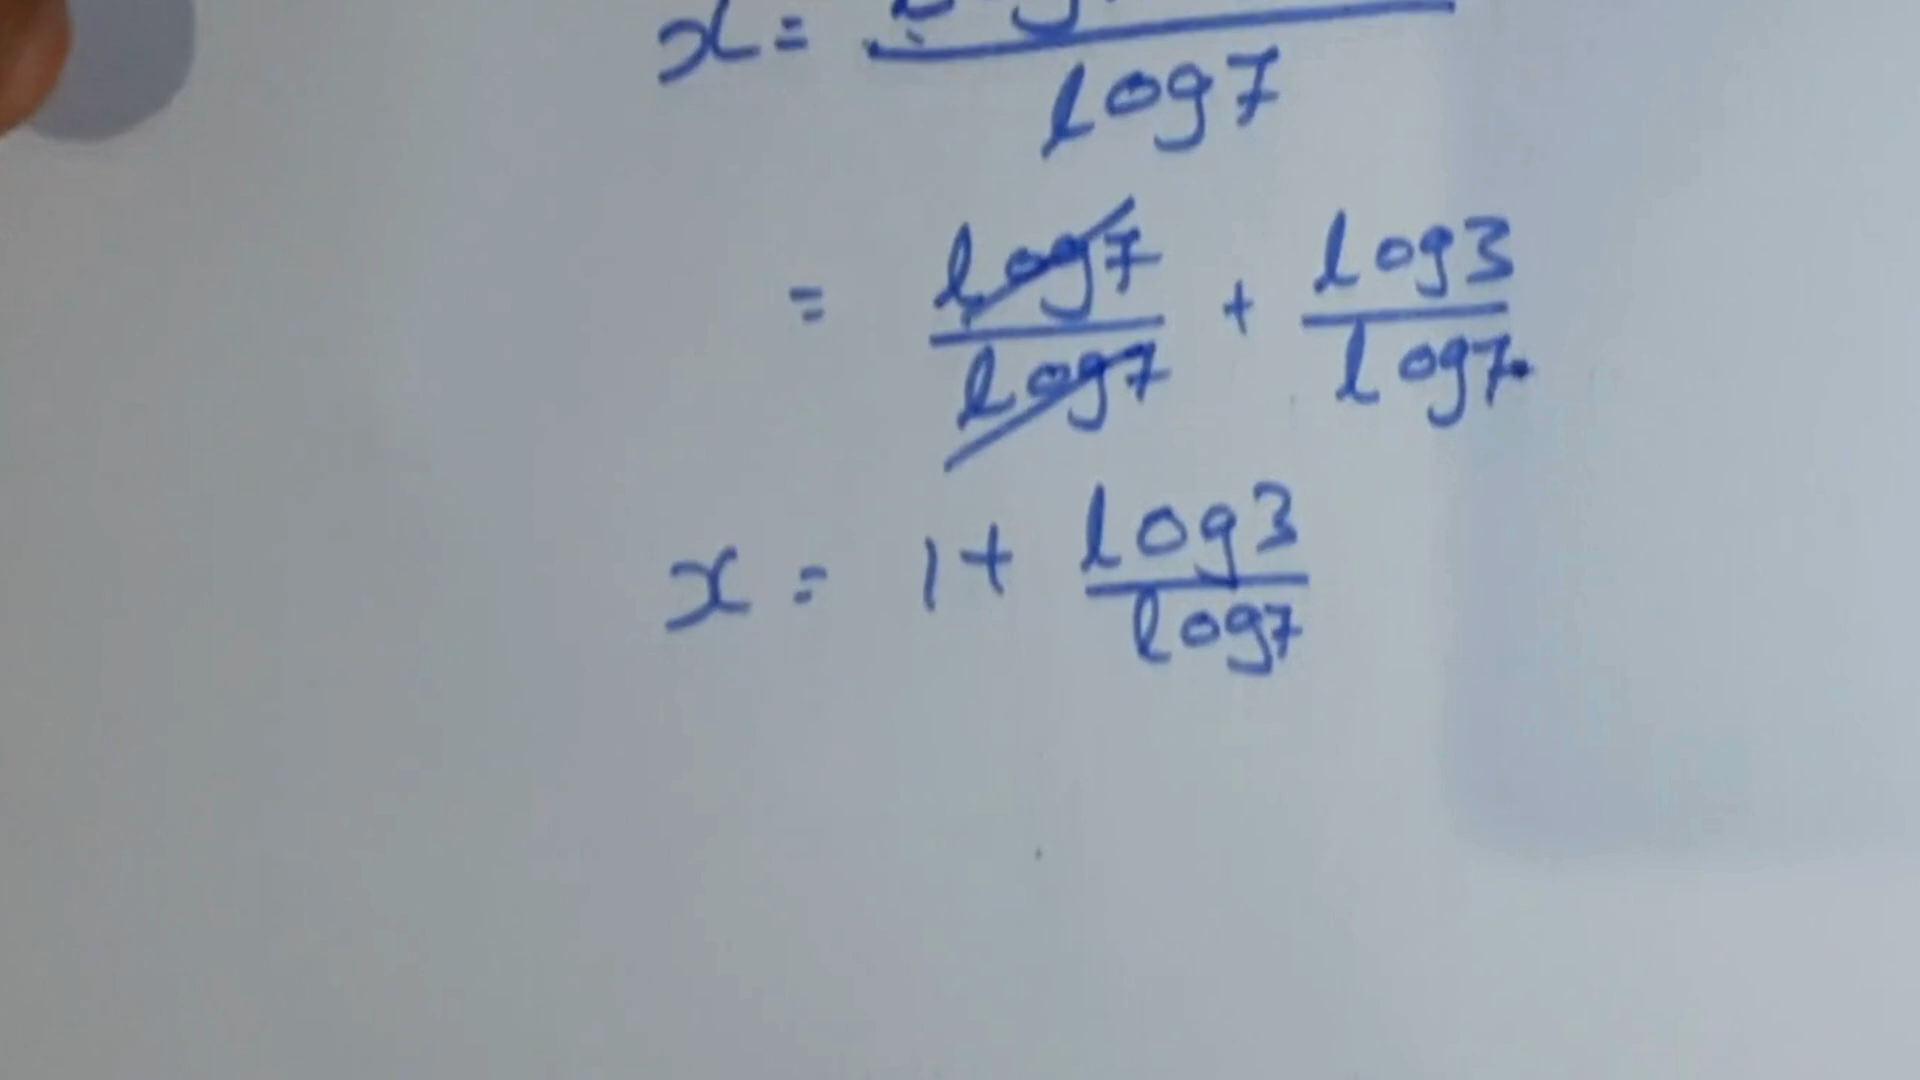 x =
log7
= log7/log7 + log3/log7.
x = 1+ log3/log7